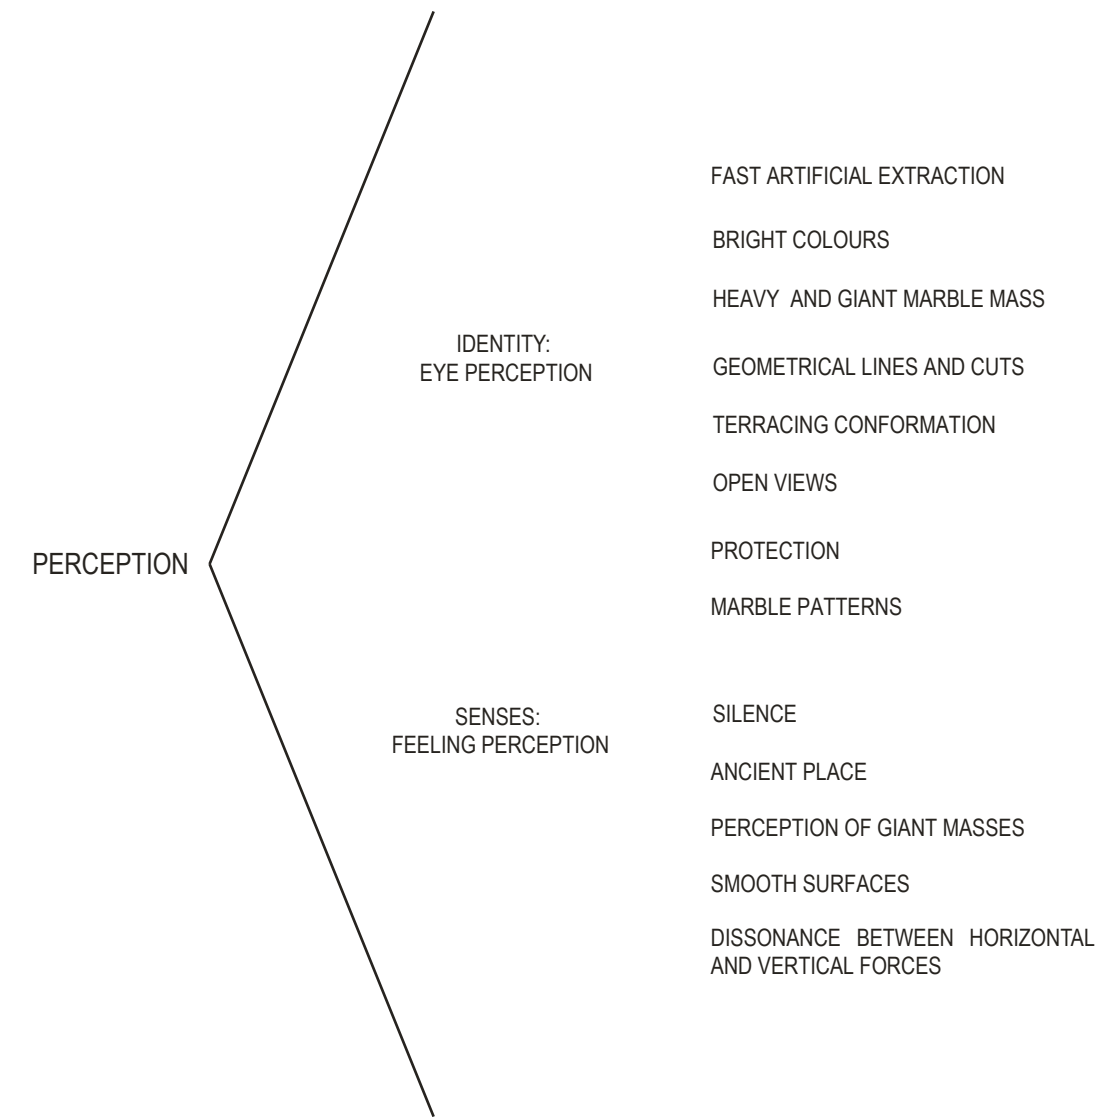 PERCEPTION
IDENTITY:
EYE PERCEPTION
FAST ARTIFICIAL EXTRACTION
BRIGHT COLOURS
HEAVY AND GIANT MARBLE MASS
GEOMETRICAL LINES AND CUTS
TERRACING CONFORMATION
OPEN VIEWS
PROTECTION
MARBLE PATTERNS
SENSES:
FEELING PERCEPTION
SILENCE
ANCIENT PLACE
PERCEPTION OF GIANT MASSES
SMOOTH SURFACES
DISSONANCE BETWEEN HORIZONTAL
AND VERTICAL FORCES